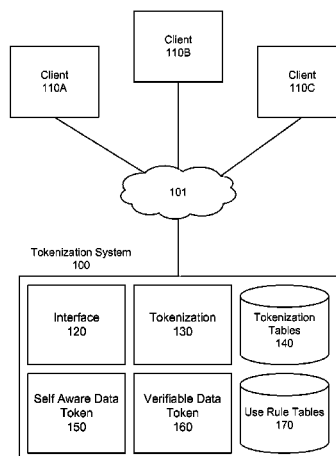 Client
110B
Client
110A
Client
110C
101
Tokenization System
100
Interface
120
Tokenization
130
Tokenization
Tables
140
Self Aware Data
Token
150
Verifiable Data
Token
160
Use Rule Tables
170